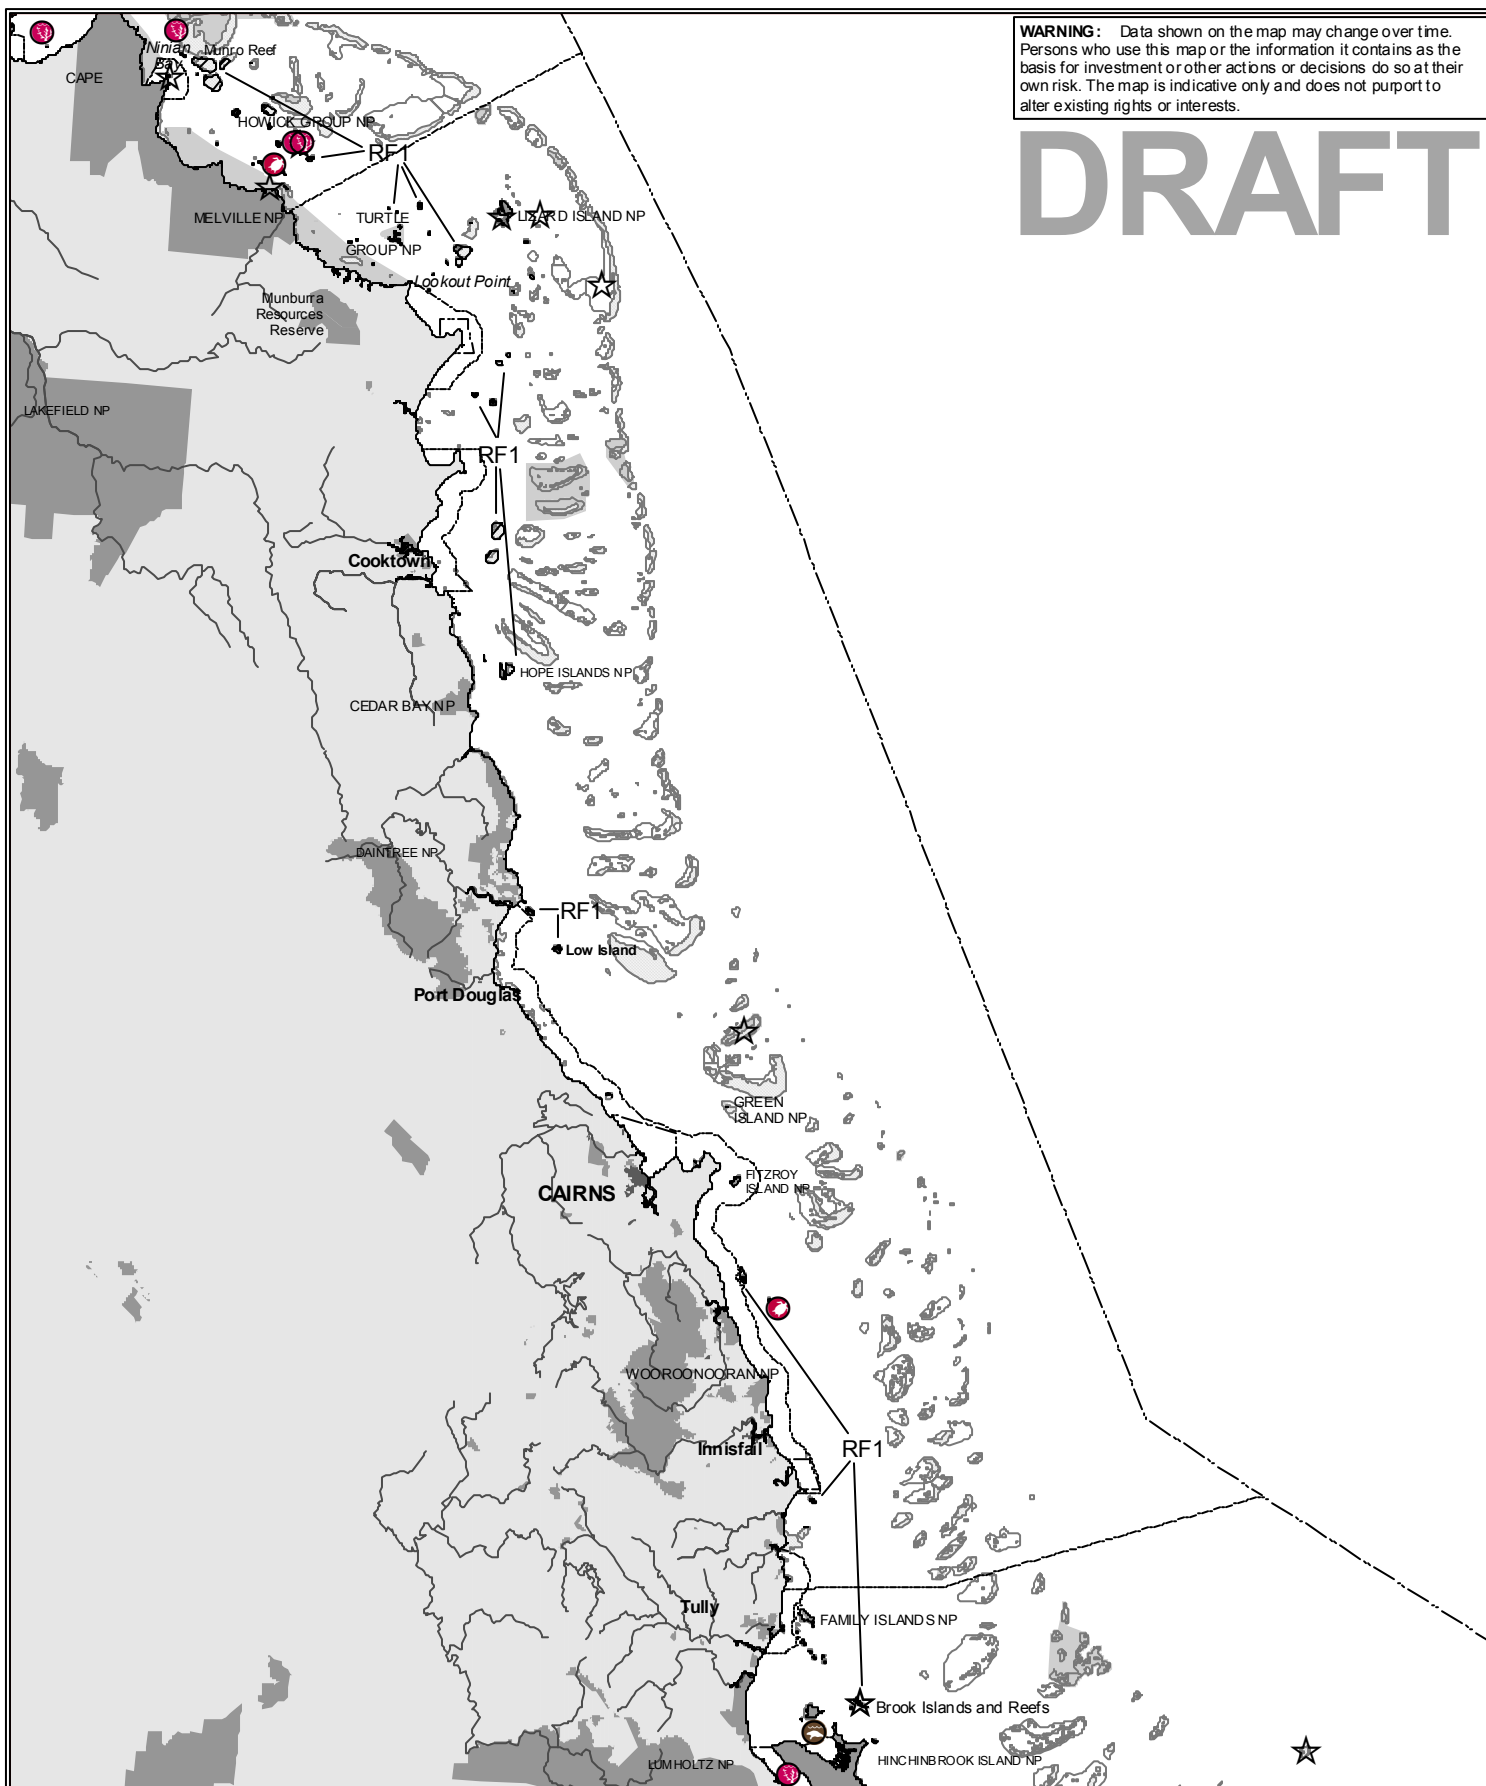 WARNING: Data shown on the map may change over time.
Persons who use this map or the information it contains as the
basis for investment or other actions or decisions do so at their
own risk. The map is indicative only and does not purport to
alter existing rights or interests.
DRAFT
Ninian
Bay
Munro Reef
CAPE
HOWICK GROUP NP
RF1
MELVILLE NP
TURTLE
GROUP NP
LIZARD ISLAND NP
Lookout Point
Munburra
Resources
Reserve
LAKEFIELD NP
RF1
Cooktown
HOPE ISLANDS NP
CEDAR BAY NP
DAINTREE NP
RF1
Low Island
Port Douglas
GREEN
ISLAND NP
FITZROY
ISLAND NP
CAIRNS
WOOROONOORAN NP
Innisfail
RF1
Tully
FAMILY ISLANDS NP
Brook Islands and Reefs
LUMHOLTZ NP
HINCHINBROOK ISLAND NP